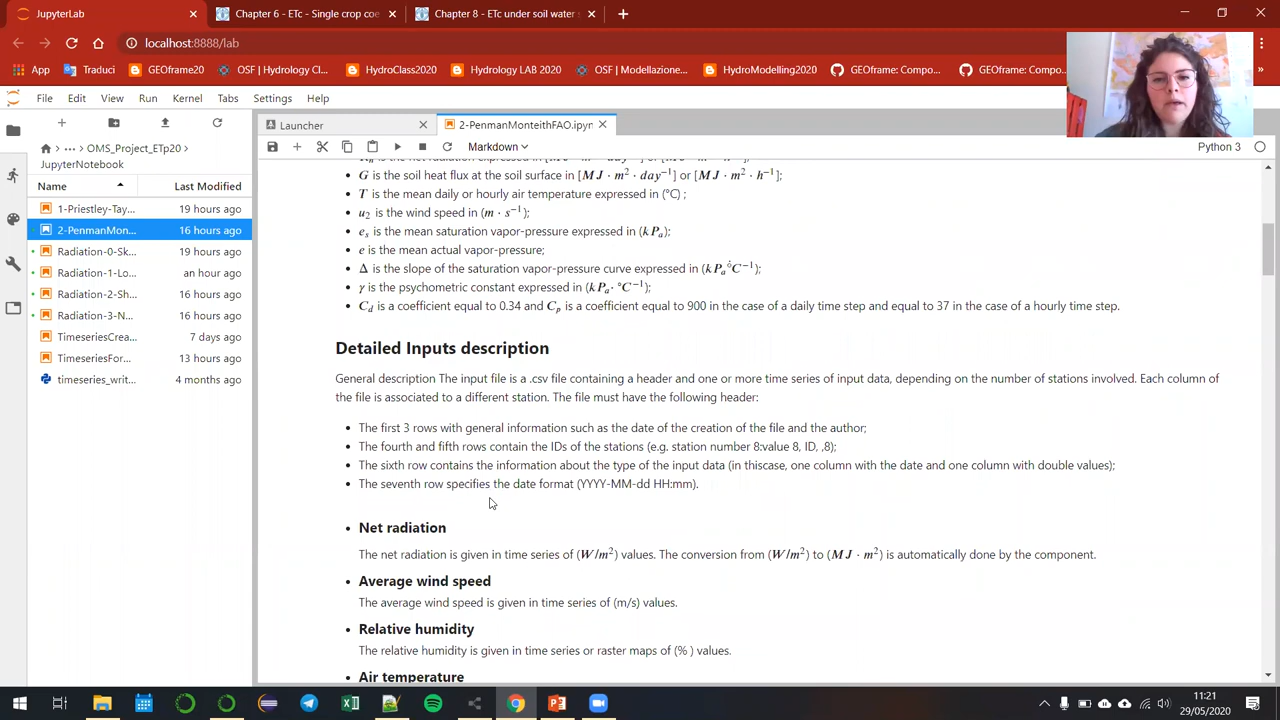 JupyterLab
Chapter 6 - ETc - Single crop coe
Chapter 8 - ETc under soil water
localhost:8888/lab
App
Traduci
GEOframe20
OSF | Hydrology Cl...
HydroClass2020
Hydrology LAB 2020
OSF | Modellazione...
HydroModelling2020
GEOframe: Compo...
GEOframe: Compo...
»
File Edit View Run Kernel Tabs Settings Help
Launcher
2-PenmanMonteithFAO.ipynb
Markdown
Python 3
··· > OMS_Project_ETp20 >
JupyterNotebook
Name Last Modified
1-Priestley-Tay... 19 hours ago
2-PenmanMon... 16 hours ago
Radiation-0-Sk... 19 hours ago
Radiation-1-Lo... an hour ago
Radiation-2-Sh... 16 hours ago
Radiation-3-N... 16 hours ago
TimeseriesCrea... 7 days ago
TimeseriesFor... 13 hours ago
timeseries_writ... 4 months ago
• G is the soil heat flux at the soil surface in [MJ · m² · day⁻¹] or [MJ · m² · h⁻¹];
• T is the mean daily or hourly air temperature expressed in (°C) ;
• u₂ is the wind speed in (m · s⁻¹);
• eₛ is the mean saturation vapor-pressure expressed in (kPₐ);
• e is the mean actual vapor-pressure;
• Δ is the slope of the saturation vapor-pressure curve expressed in (kPₐ°C⁻¹);
• γ is the psychometric constant expressed in (kPₐ· °C⁻¹);
• C_d is a coefficient equal to 0.34 and C_p is a coefficient equal to 900 in the case of a daily time step and equal to 37 in the case of a hourly time step.
Detailed Inputs description
General description The input file is a .csv file containing a header and one or more time series of input data, depending on the number of stations involved. Each column of
the file is associated to a different station. The file must have the following header:
• The first 3 rows with general information such as the date of the creation of the file and the author;
• The fourth and fifth rows contain the IDs of the stations (e.g. station number 8:value 8, ID, ,8);
• The sixth row contains the information about the type of the input data (in thiscase, one column with the date and one column with double values);
• The seventh row specifies the date format (YYYY-MM-dd HH:mm).
• Net radiation
The net radiation is given in time series of (W/m²) values. The conversion from (W/m²) to (MJ · m²) is automatically done by the component.
• Average wind speed
The average wind speed is given in time series of (m/s) values.
• Relative humidity
The relative humidity is given in time series or raster maps of (% ) values.
• Air temperature
11:21
29/05/2020